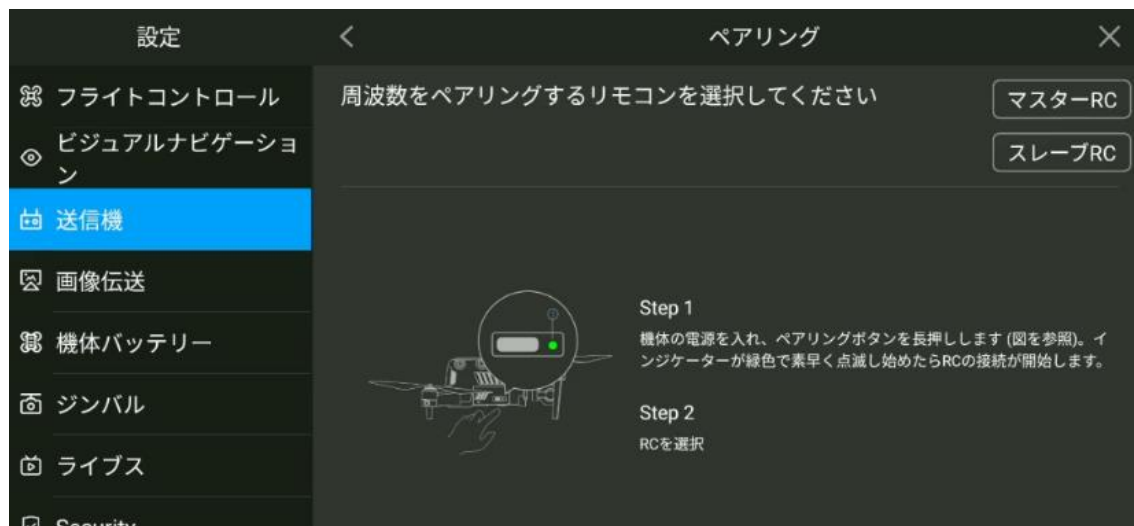 設定
ペアリング
フライトコントロール
ビジュアルナビゲーショ
ン
送信機
画像伝送
機体バッテリー
ジンバル
ライブス
Security
周波数をペアリングするリモコンを選択してください
マスターRC
スレーブRC
Step 1
機体の電源を入れ、ペアリングボタンを長押しします (図を参照)。イ
ンジケーターが緑色で素早く点滅し始めたらRCの接続が開始します。
Step 2
RCを選択